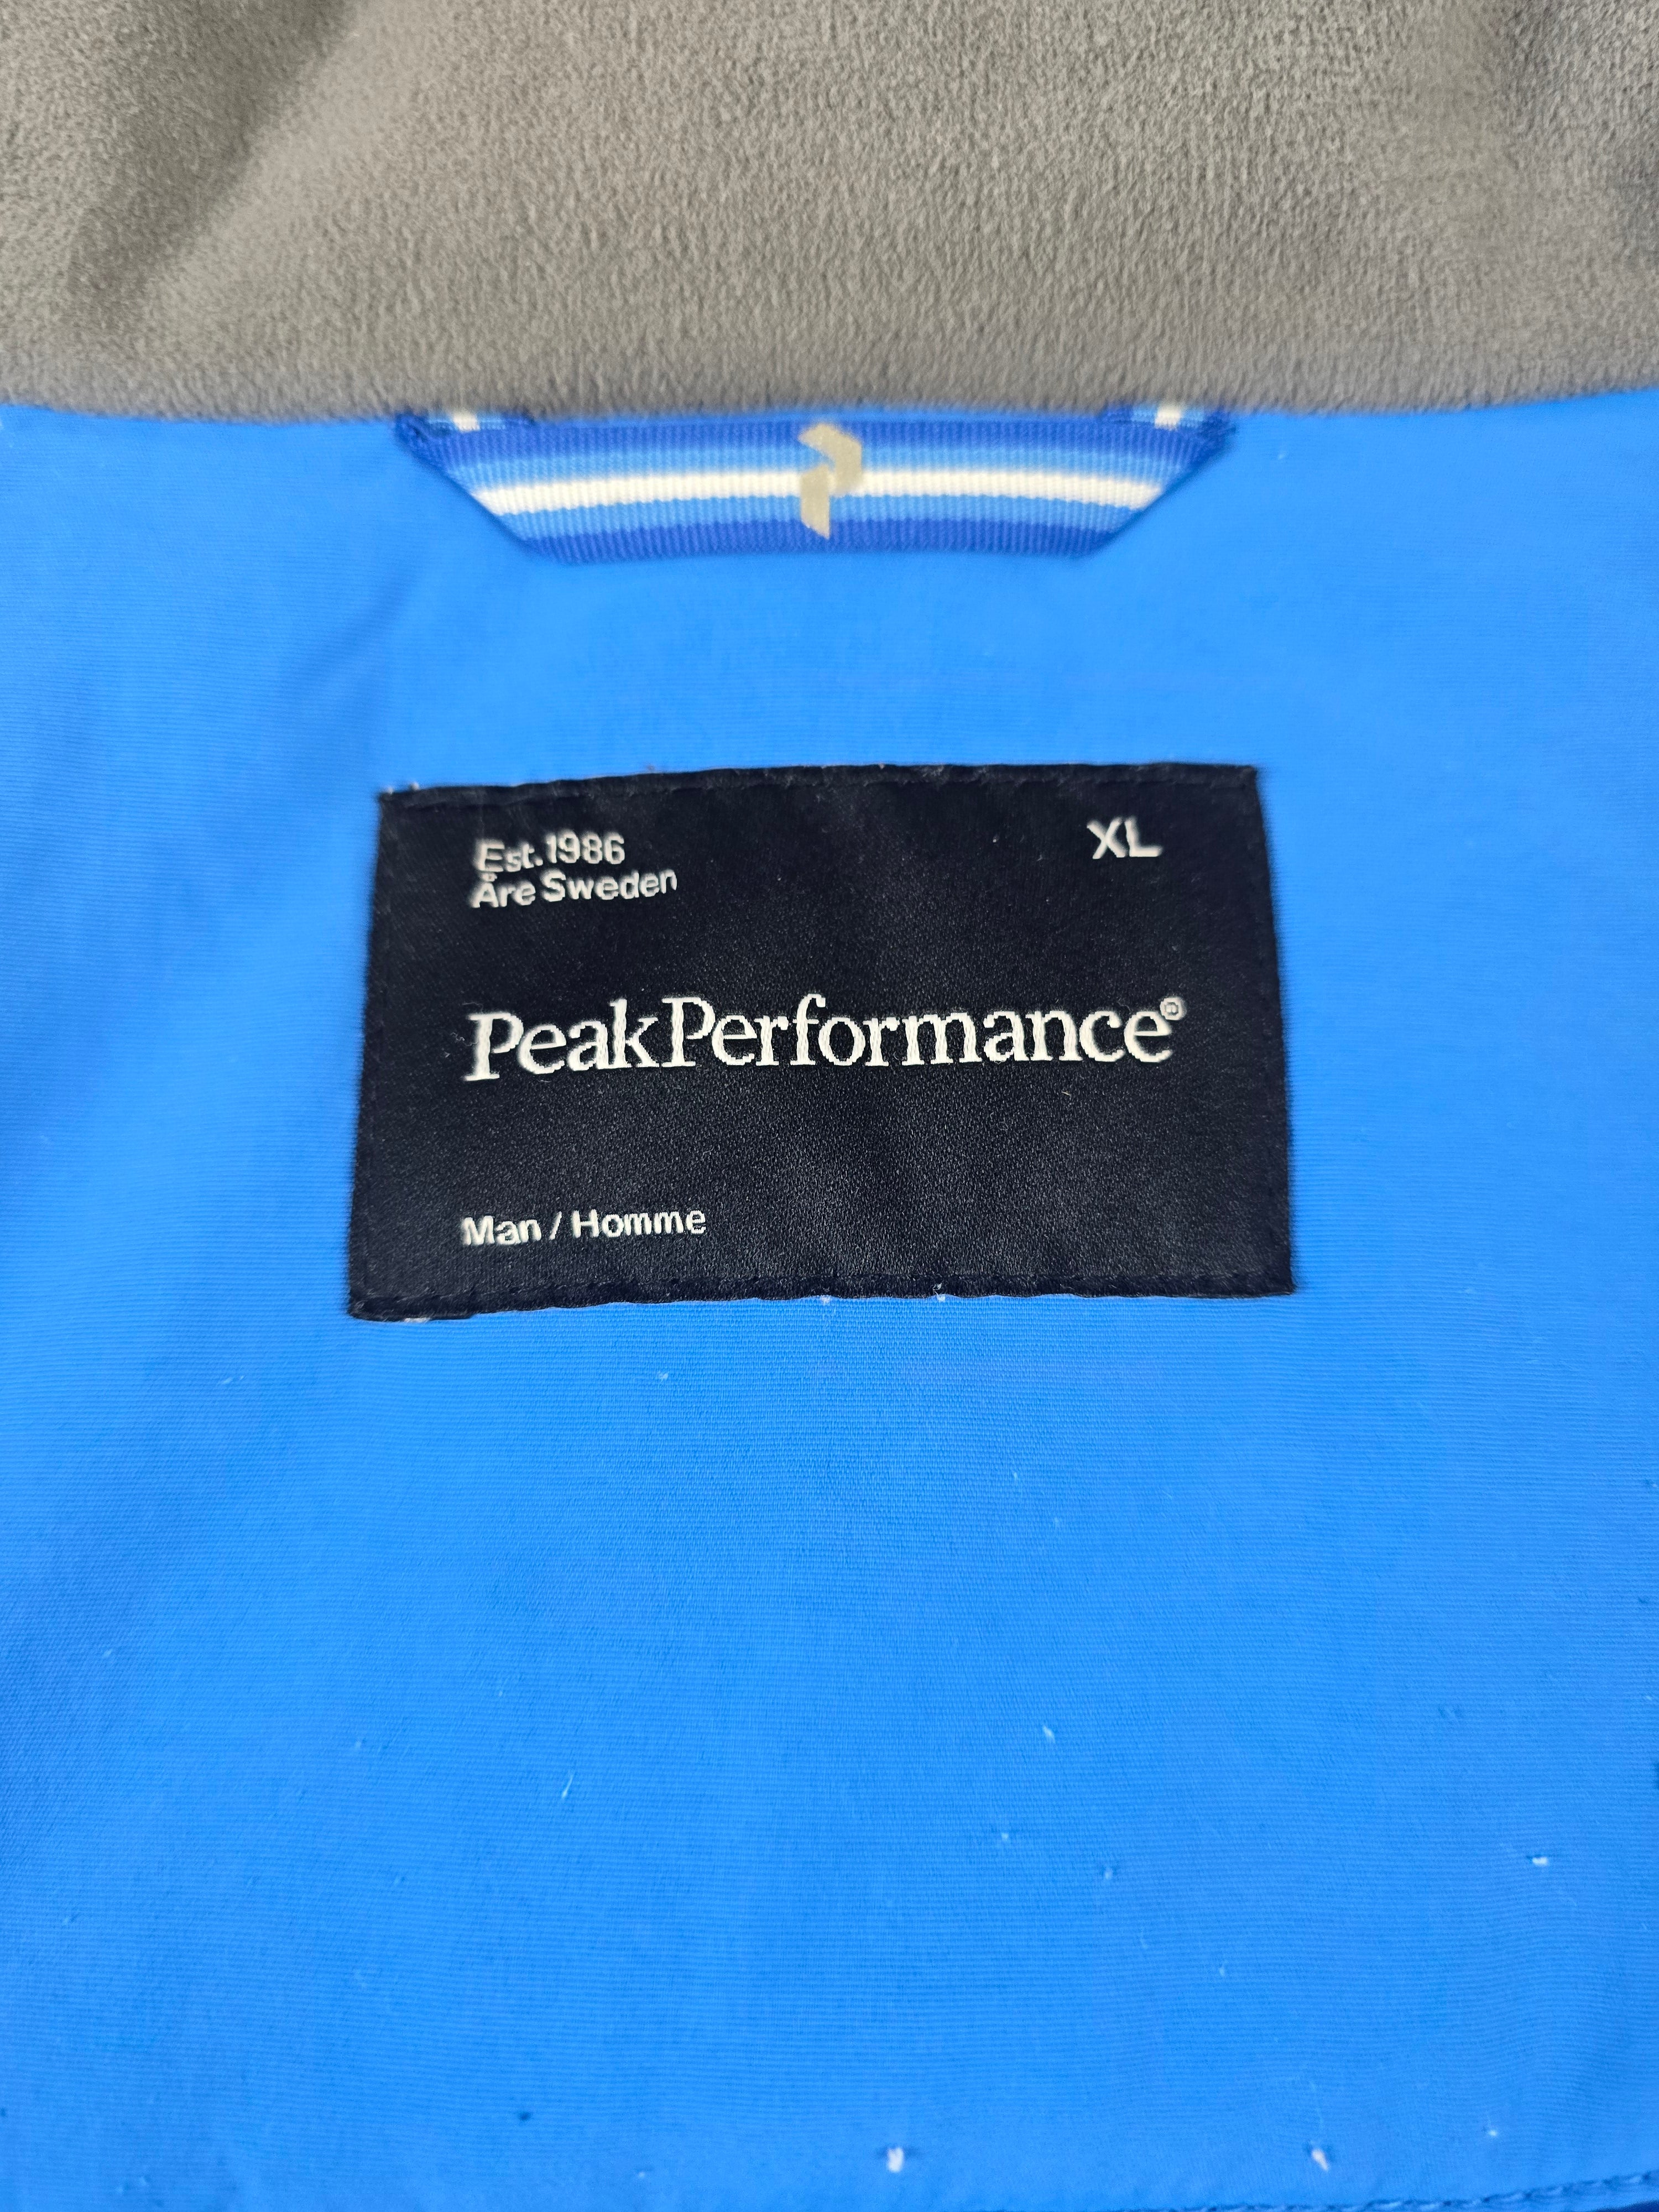 Est. 1986
Åre Sweden
XL
PeakPerformance®
Man / Homme